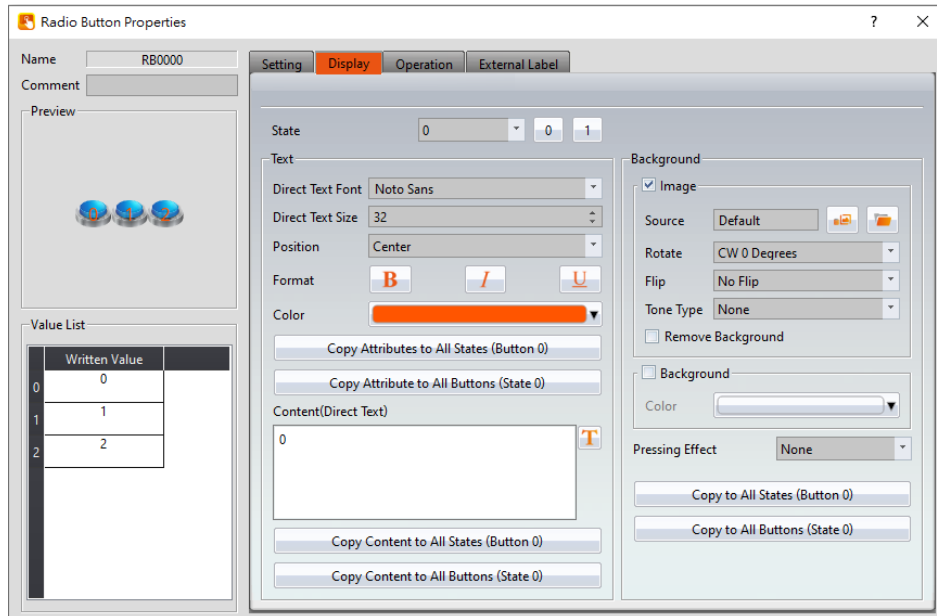 Radio Button Properties
? ×
Name RB0000
Comment
Preview
0 1 2
Value List
Written Value
0 0
1 1
2 2
Setting Display Operation External Label
State 0 0 1
Text
Direct Text Font Noto Sans
Direct Text Size 32
Position Center
Format B I U
Color
Copy Attributes to All States (Button 0)
Copy Attribute to All Buttons (State 0)
Content(Direct Text)
0
T
Copy Content to All States (Button 0)
Copy Content to All Buttons (State 0)
Background
Image
Source Default
Rotate CW 0 Degrees
Flip No Flip
Tone Type None
Remove Background
Background
Color
Pressing Effect None
Copy to All States (Button 0)
Copy to All Buttons (State 0)